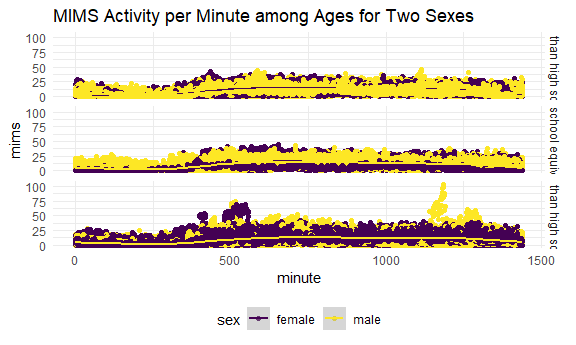 MIMS Activity per Minute among Ages for Two Sexes
100
75
50
25
0
than high sc
100
75
50
25
0
school equiv
100
75
50
25
0
than high sc
mims
0
500
1000
1500
minute
sex
female
male